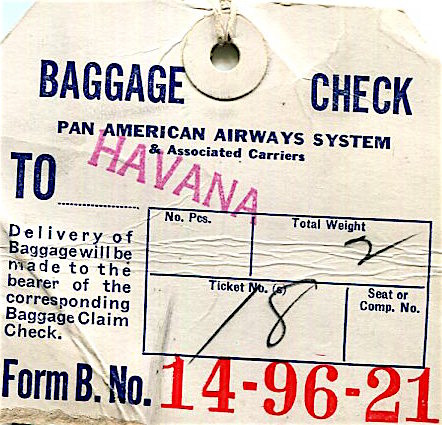 BAGGAGE CHECK
PAN AMERICAN AIRWAYS SYSTEM
& Associated Carriers
TO HAVANA
Delivery of
Baggage will be
made to the
bearer of the
corresponding
Baggage Claim
Check.
No. Pcs.
Total Weight
2
Ticket No. (s)
18
Seat or
Comp. No.
Form B. No. 14-96-21